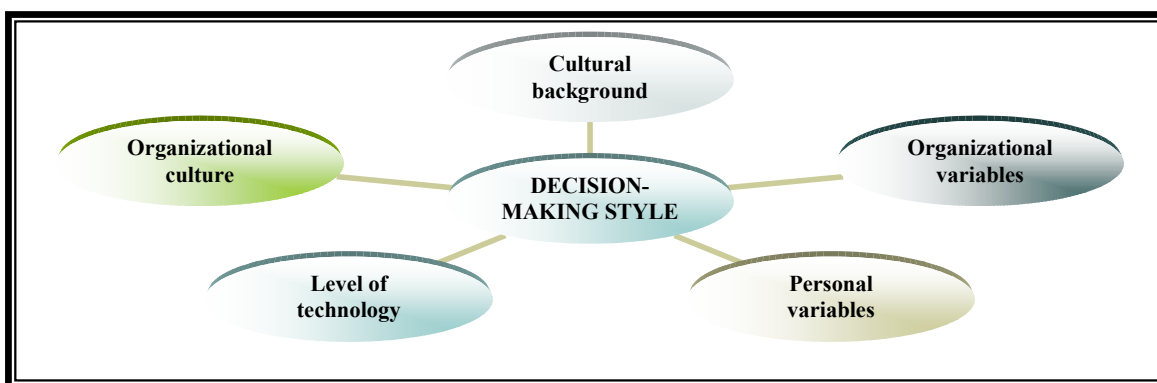 Cultural
background
Organizational
culture
Organizational
variables
DECISION-
MAKING STYLE
Level of
technology
Personal
variables